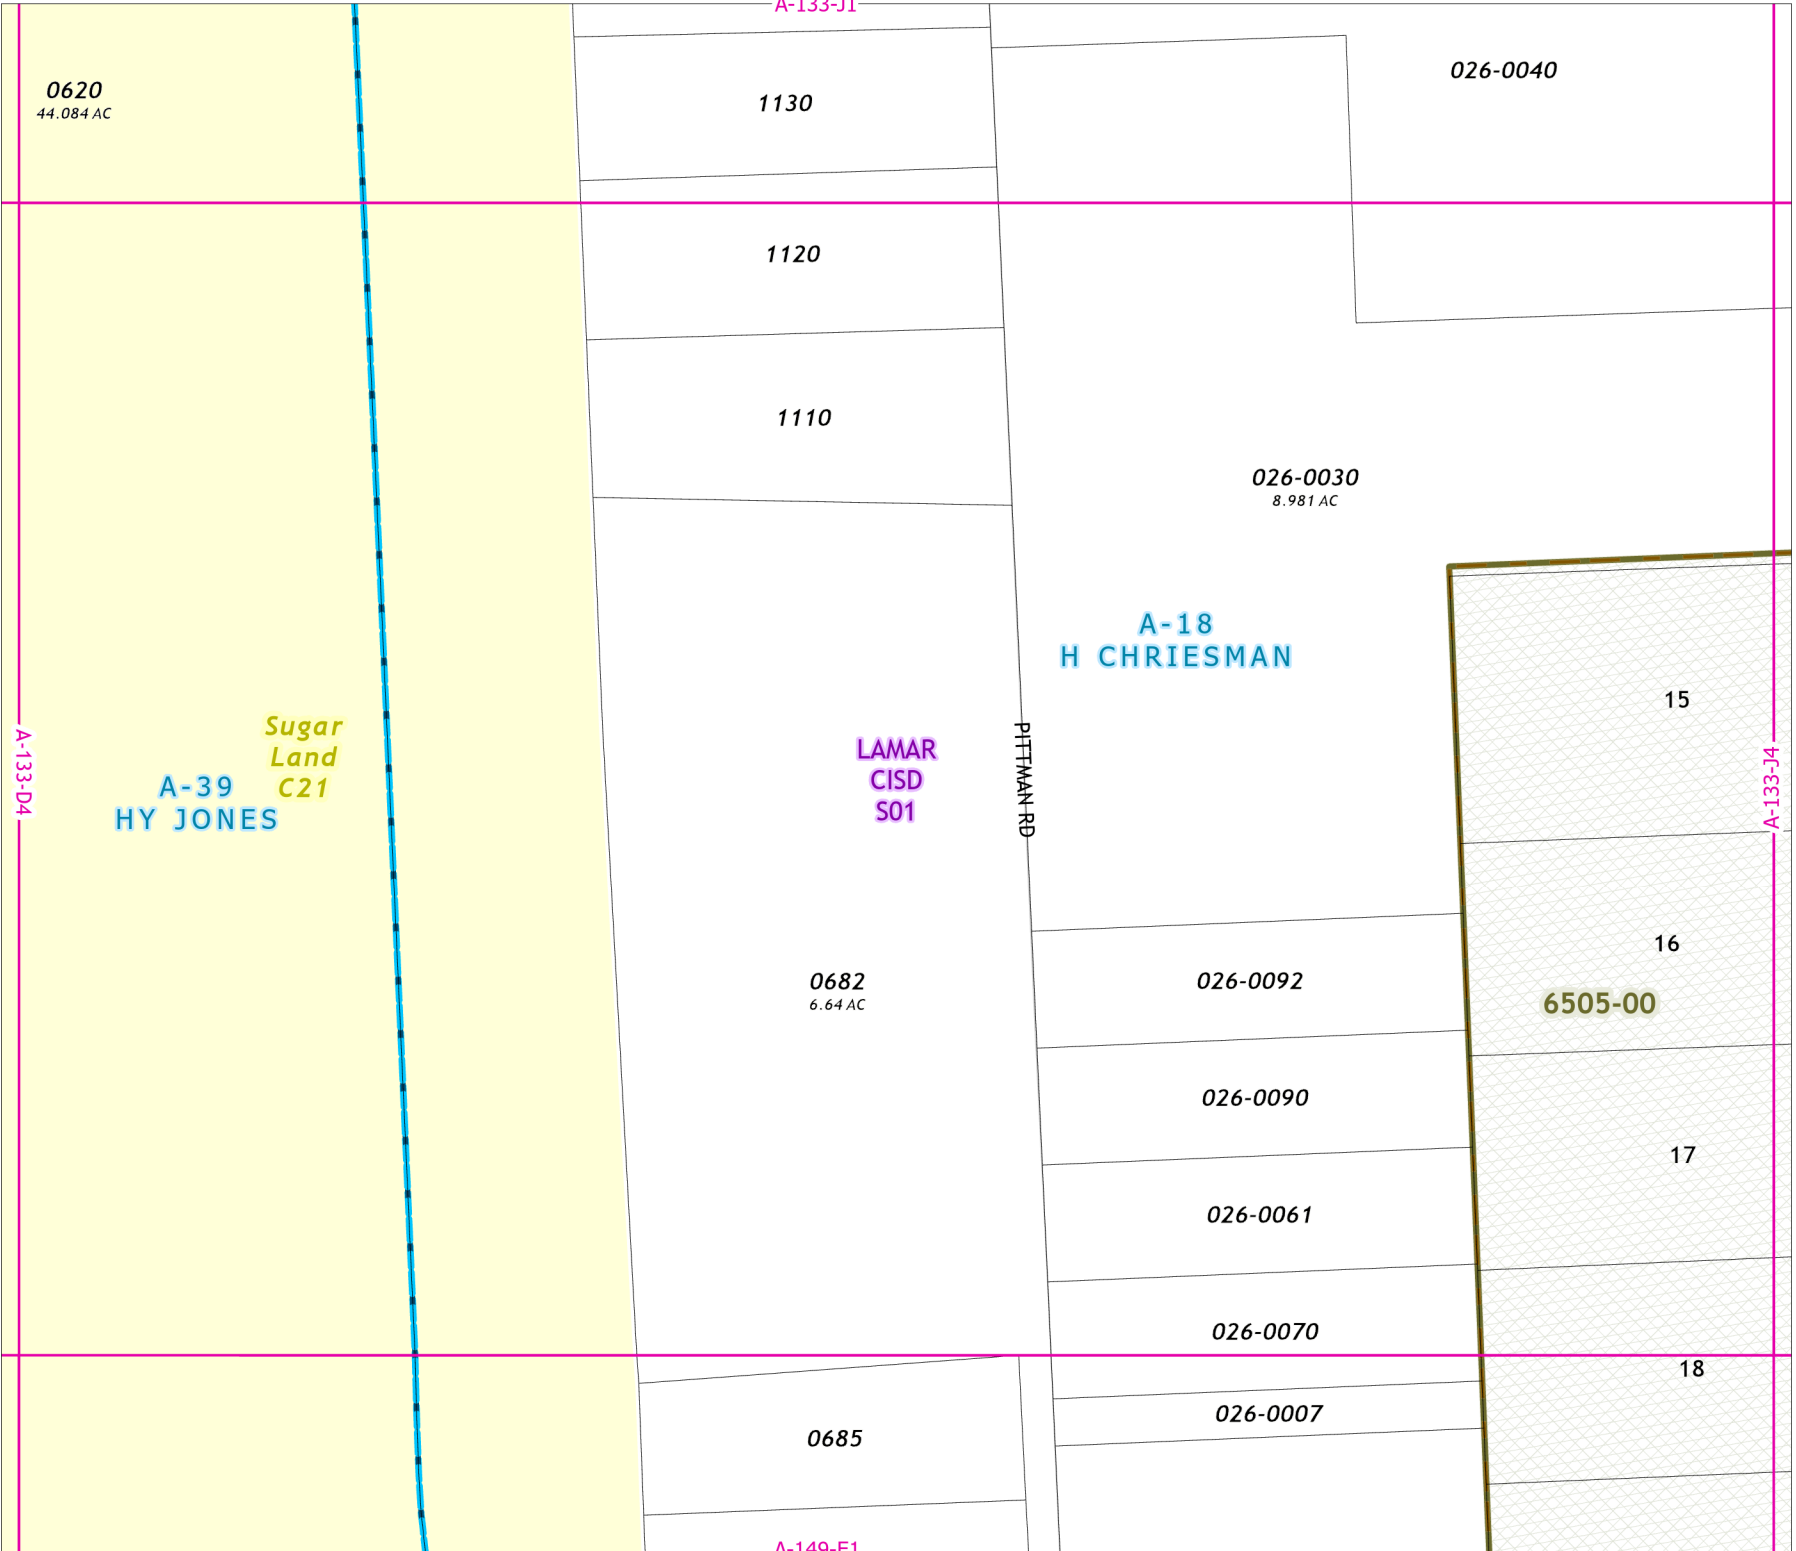 A-133-J1
0620
44.084 AC
1130
026-0040
1120
1110
026-0030
8.981 AC
A-18
H CHRIESMAN
15
Sugar
Land
C21
A-39
HY JONES
A-133-D4
LAMAR
CISD
S01
PITTMAN RD
A-133-J4
16
0682
6.64 AC
026-0092
6505-00
026-0090
17
026-0061
026-0070
18
026-0007
0685
A-149-F1